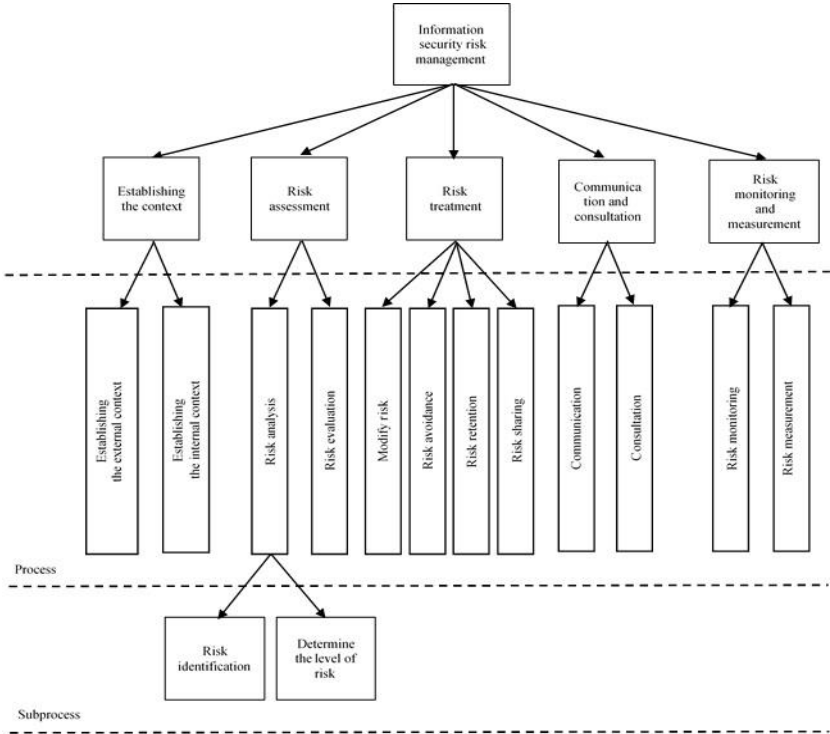 Information
security risk
management
Establishing
the context
Risk
assessment
Risk
treatment
Communica
tion and
consultation
Risk
monitoring
and
measurement
Establishing
the external context
Establishing
the internal context
Risk analysis
Risk evaluation
Modify risk
Risk avoidance
Risk retention
Risk sharing
Communication
Consultation
Risk monitoring
Risk measurement
Process
Risk
identification
Determine
the level of
risk
Subprocess